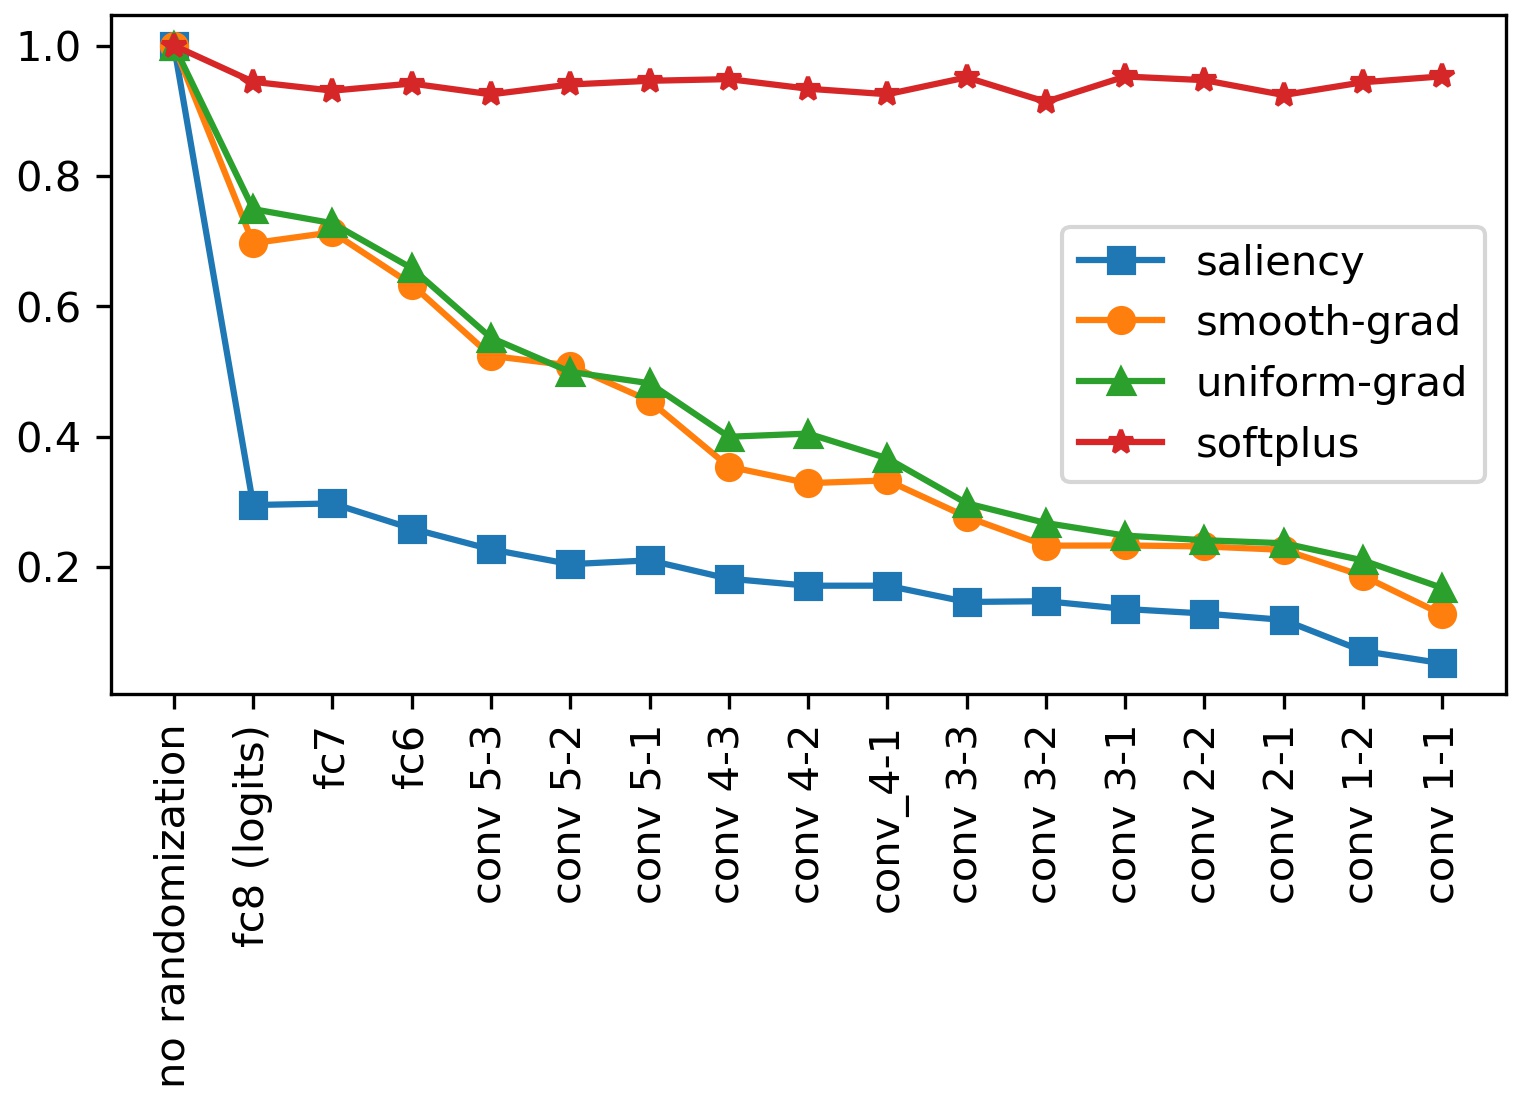 1.0
0.8
0.6
0.4
0.2
saliency
smooth-grad
uniform-grad
softplus
no randomization
fc8 (logits)
fc7
fc6
conv 5-3
conv 5-2
conv 5-1
conv 4-3
conv 4-2
conv_4-1
conv 3-3
conv 3-2
conv 3-1
conv 2-2
conv 2-1
conv 1-2
conv 1-1